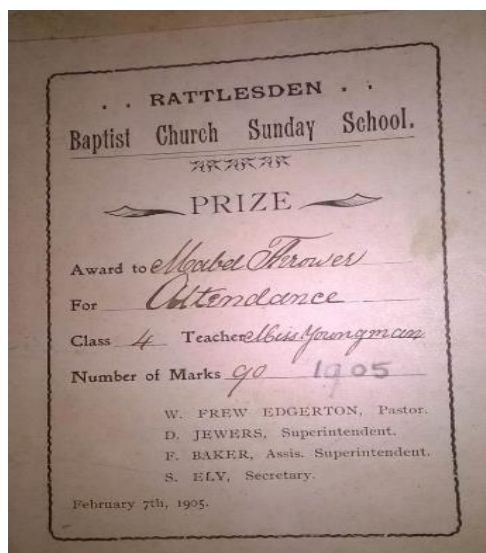 . . RATTLESDEN . .
Baptist Church Sunday School.
PRIZE
Award to Mabel Thrower
For Attendance
Class 4 Teacher Miss Youngman
Number of Marks 90 1905
W. FREW EDGERTON, Pastor.
D. JEWERS, Superintendent.
F. BAKER, Assis. Superintendent.
S. ELY, Secretary.
February 7th, 1905.